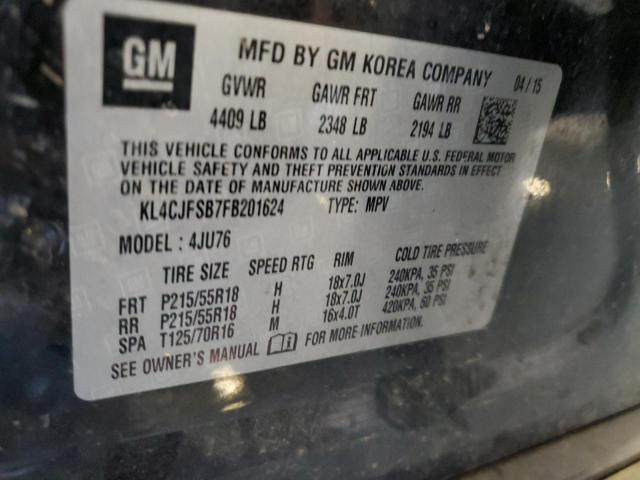 GM
MFD BY GM KOREA COMPANY 04/15
GVWR GAWR FRT GAWR RR
4409 LB 2348 LB 2194 LB
THIS VEHICLE CONFORMS TO ALL APPLICABLE U.S. FEDERAL MOTOR
VEHICLE SAFETY AND THEFT PREVENTION STANDARDS IN EFFECT
ON THE DATE OF MANUFACTURE SHOWN ABOVE.
KL4CJFSB7FB201624 TYPE: MPV
MODEL: 4JU76
TIRE SIZE SPEED RTG RIM COLD TIRE PRESSURE
FRT P215/55R18 H 18x7.0J 240KPA, 35 PSI
RR P215/55R18 H 18x7.0J 240KPA, 35 PSI
SPA T125/70R16 M 16x4.0T 420KPA, 60 PSI
SEE OWNER'S MANUAL FOR MORE INFORMATION.